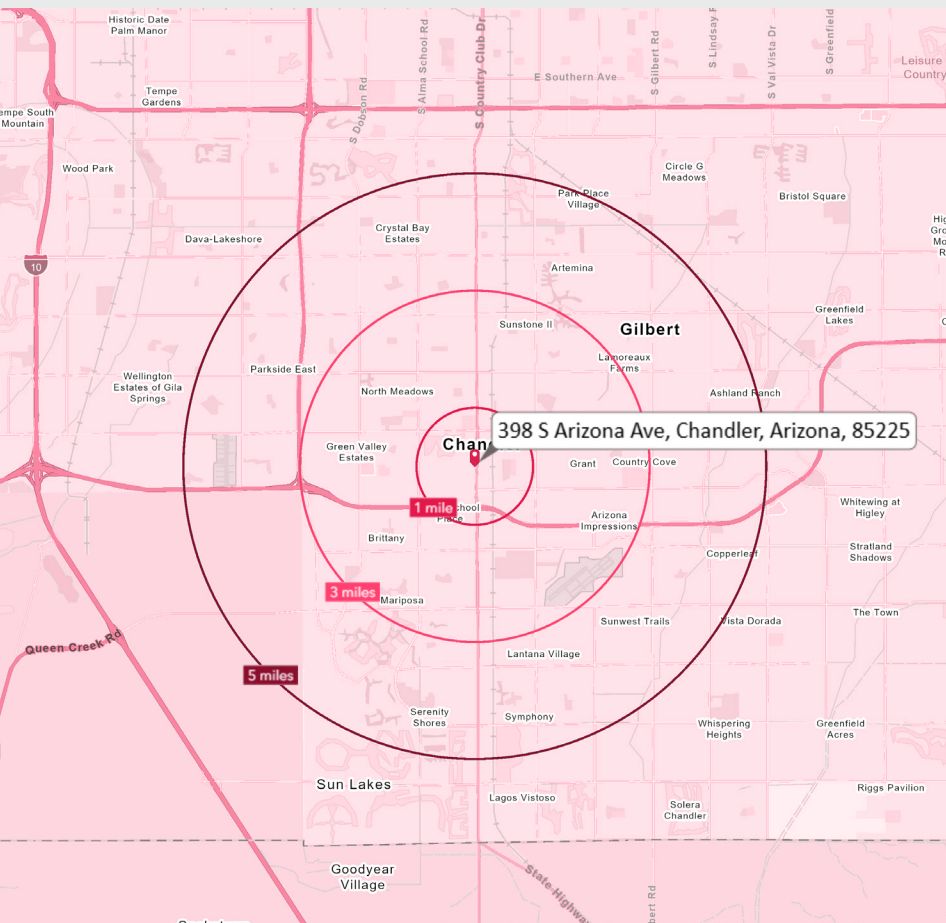 Historic Date
Palm Manor
S Dobson Rd
S Alma School Rd
S Country Club Dr
E Southern Ave
S Gilbert Rd
S Lindsay
S Val Vista Dr
S Greenfield
Leisure
Country
Tempe
Gardens
South
Mountain
Wood Park
Circle G
Meadows
Park Place
Village
Bristol Square
Crystal Bay
Estates
Dava-Lakeshore
10
Artemina
Sunstone II
Gilbert
Greenfield
Lakes
Lamoreaux
Farms
Parkside East
Wellington
Estates of Gila
Springs
North Meadows
Ashland Ranch
398 S Arizona Ave, Chandler, Arizona, 85225
Green Valley
Estates
Grant
Country Cove
1 mile
Place
Arizona
Impressions
Whitewing at
Higley
Brittany
Copperleaf
Stratland
Shadows
3 miles
Mariposa
The Town
Sunwest Trails
Vista Dorada
Queen Creek Rd
Lantana Village
5 miles
Serenity
Shores
Symphony
Whispering
Heights
Greenfield
Acres
Sun Lakes
Lagos Vistoso
Riggs Pavilion
Solera
Chandler
Goodyear
Village
State